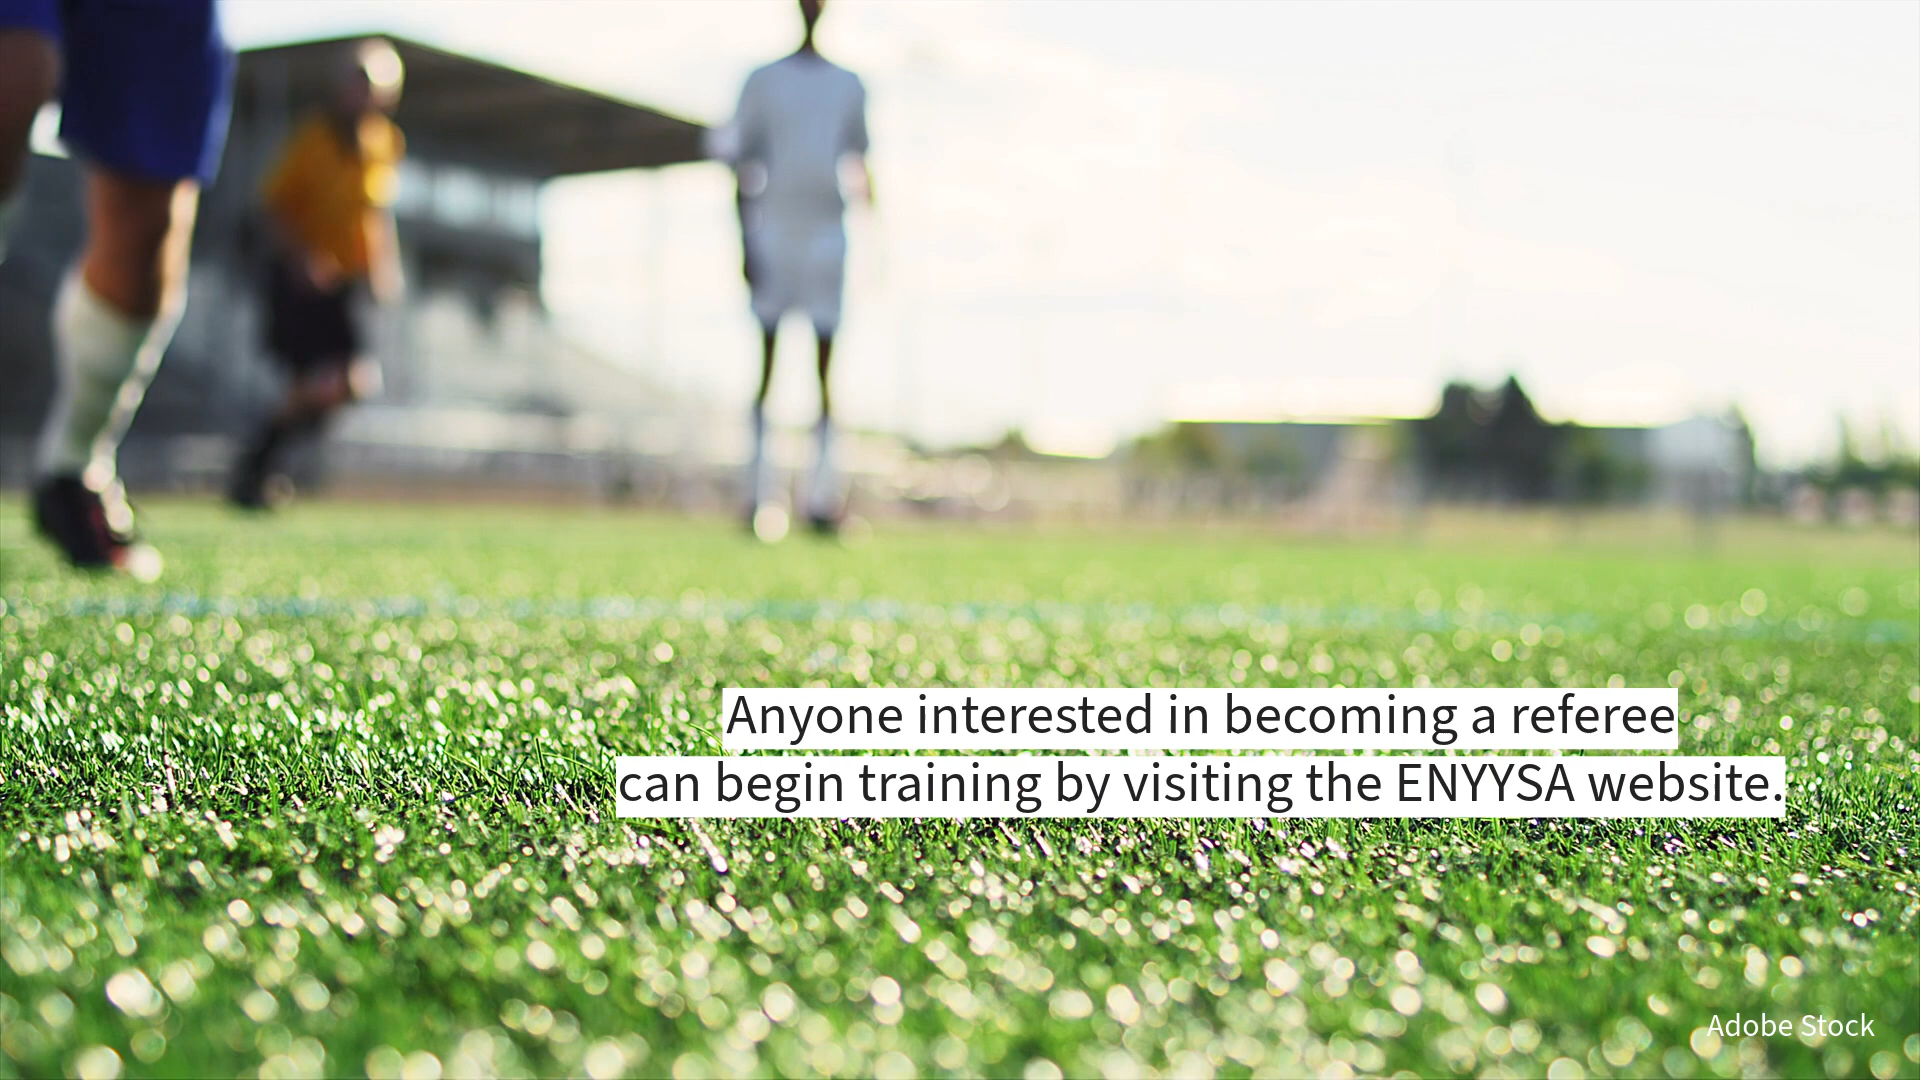 Anyone interested in becoming a referee
can begin training by visiting the ENYYSA website.
Adobe Stock